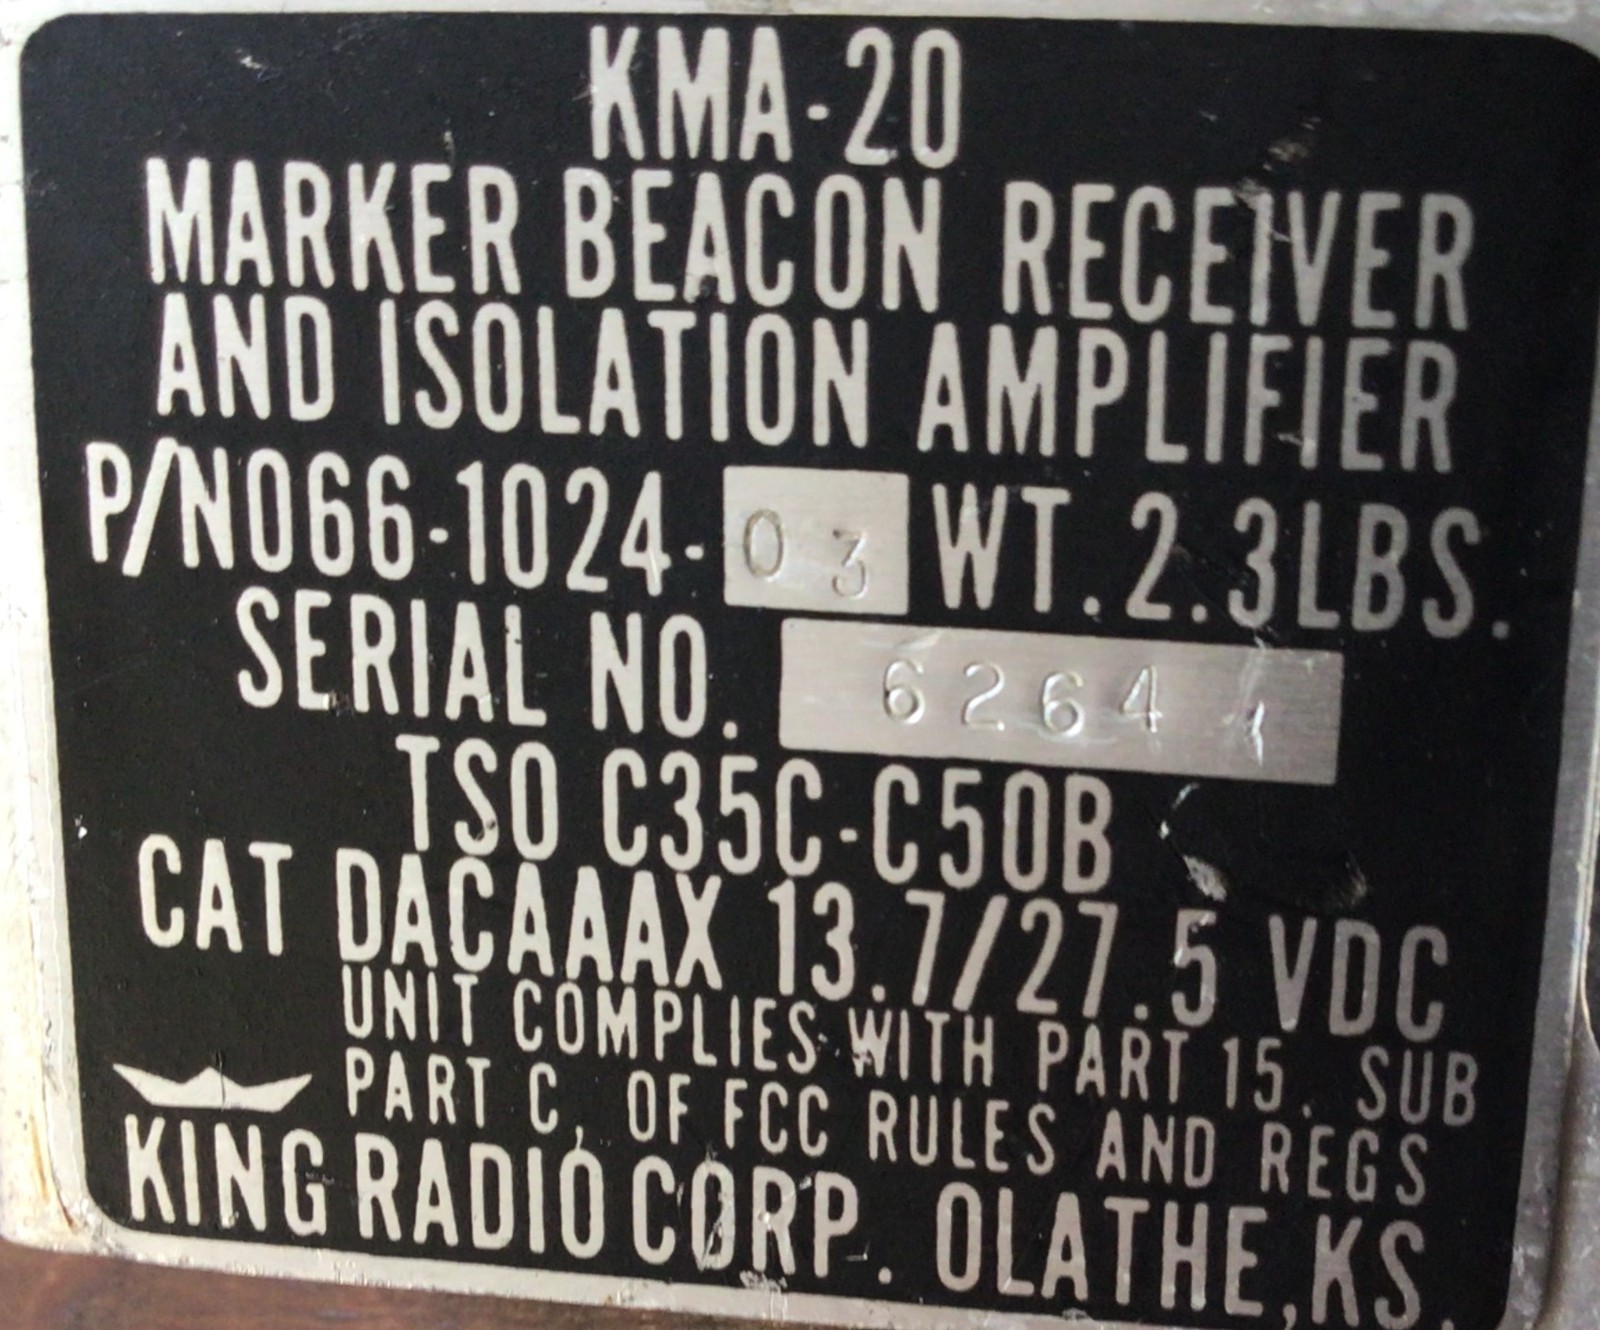 KMA-20
MARKER BEACON RECEIVER
AND ISOLATION AMPLIFIER
P/N066-1024-03 WT. 2.3LBS.
SERIAL NO. 6264
TSO C35C-C50B
CAT DACAAAX 13.7/27.5 VDC
UNIT COMPLIES WITH PART 15. SUB
PART C, OF FCC RULES AND REGS
KING RADIO CORP. OLATHE,KS.